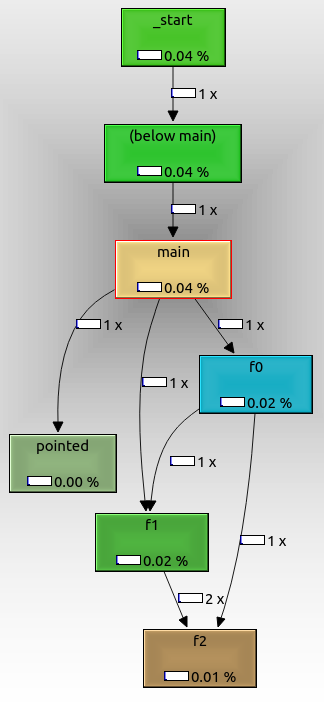 _start
0.04 %
1 x
(below main)
0.04 %
1 x
main
0.04 %
1 x
1 x
f0
0.02 %
1 x
pointed
0.00 %
1 x
f1
0.02 %
1 x
2 x
f2
0.01 %